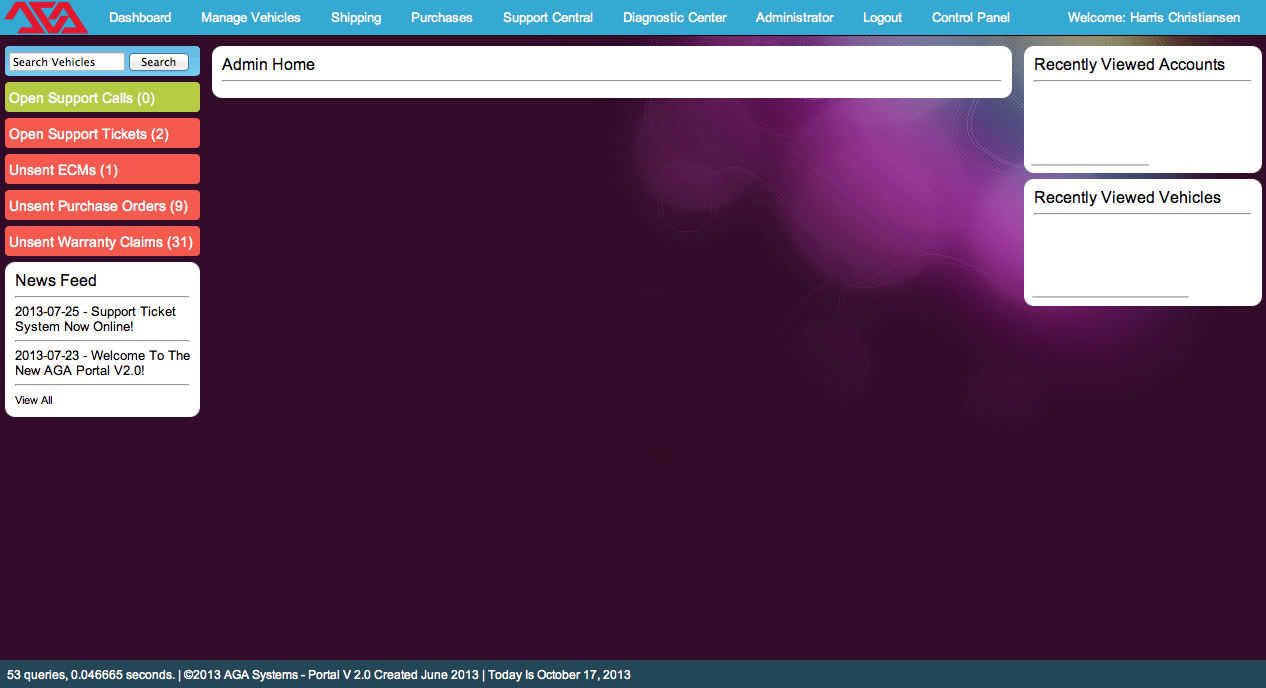 AGA Dashboard Manage Vehicles Shipping Purchases Support Central Diagnostic Center Administrator Logout Control Panel Welcome: Harris Christiansen
Search Vehicles Search
Open Support Calls (0)
Open Support Tickets (2)
Unsent ECMs (1)
Unsent Purchase Orders (9)
Unsent Warranty Claims (31)
News Feed
2013-07-25 - Support Ticket
System Now Online!
2013-07-23 - Welcome To The
New AGA Portal V2.0!
View All
Admin Home
Recently Viewed Accounts
Recently Viewed Vehicles
53 queries, 0.046665 seconds. | ©2013 AGA Systems - Portal V 2.0 Created June 2013 | Today Is October 17, 2013